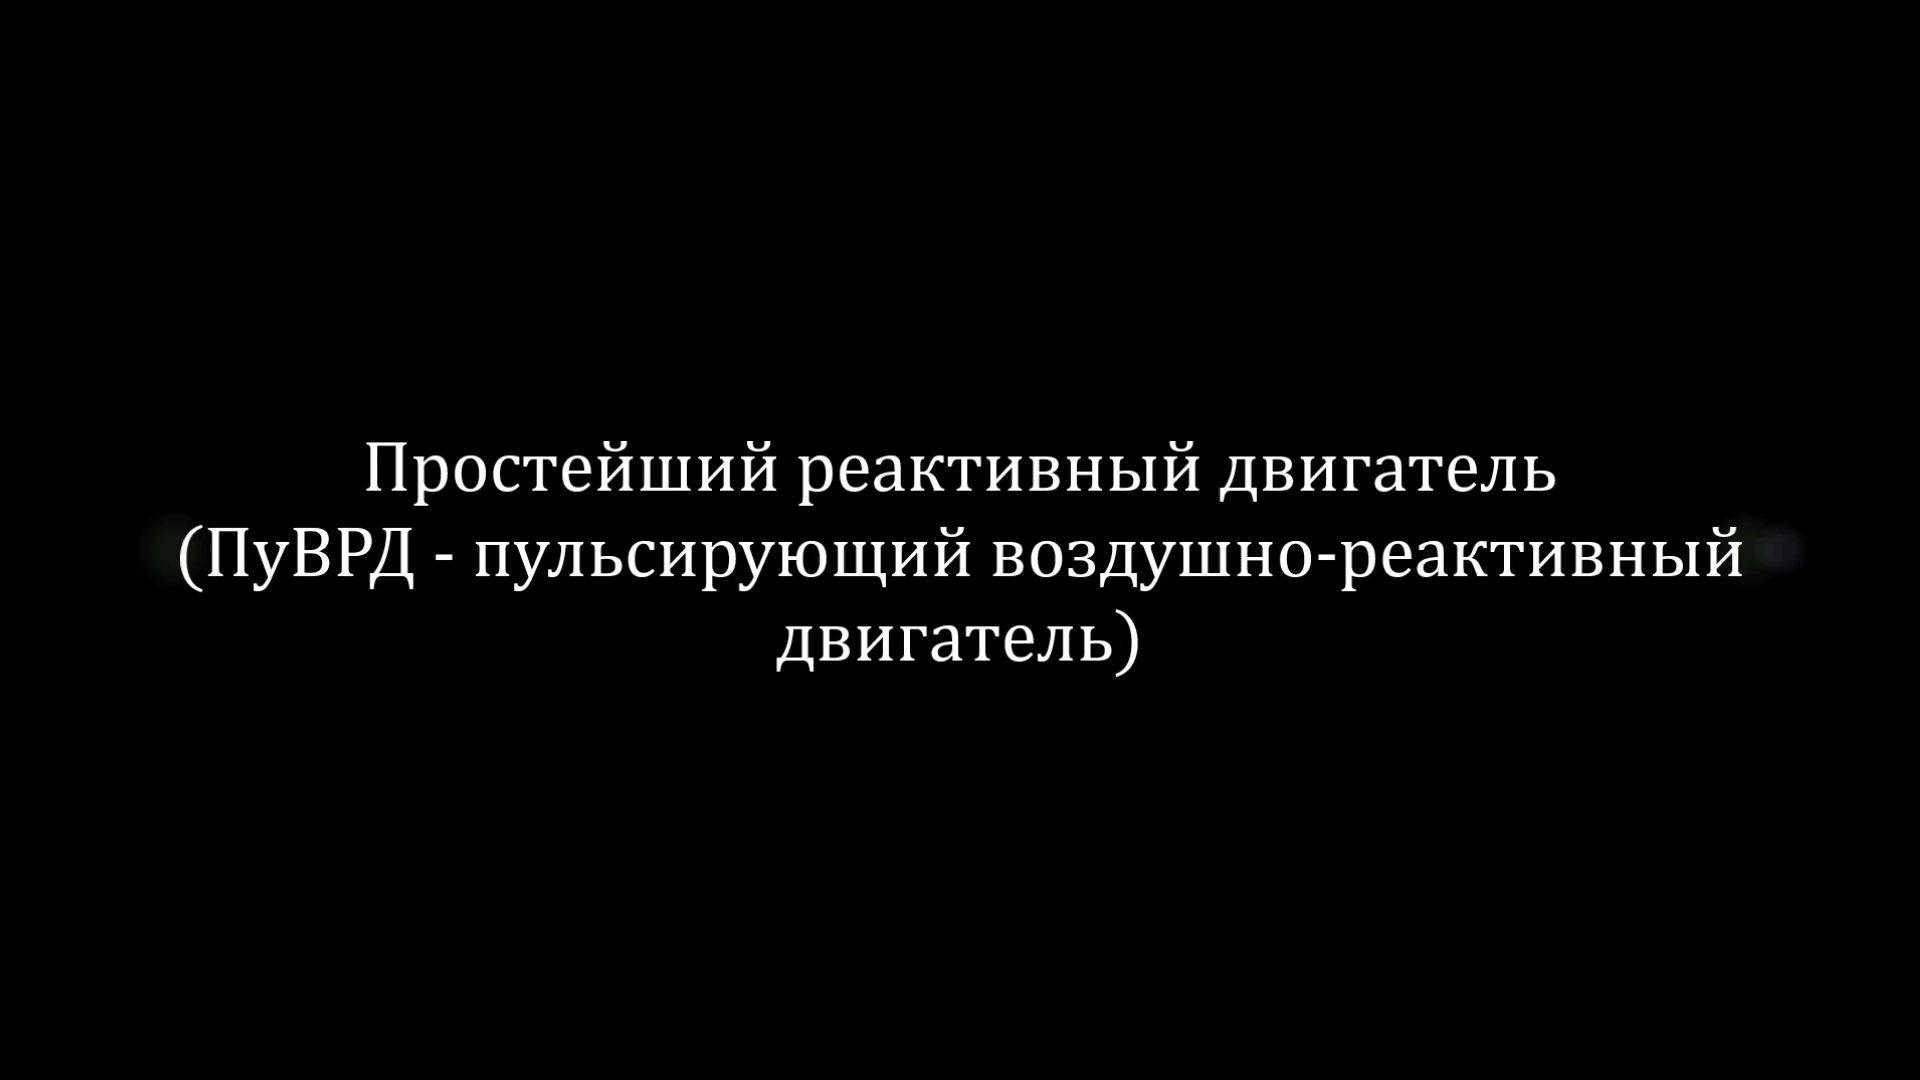 Простейший реактивный двигатель
(ПуВРД - пульсирующий воздушно-реактивный
двигатель)